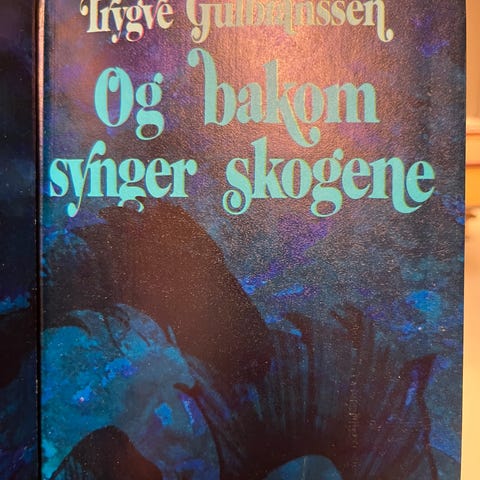 Trygve Gulbranssen
Og bakom
synger skogene